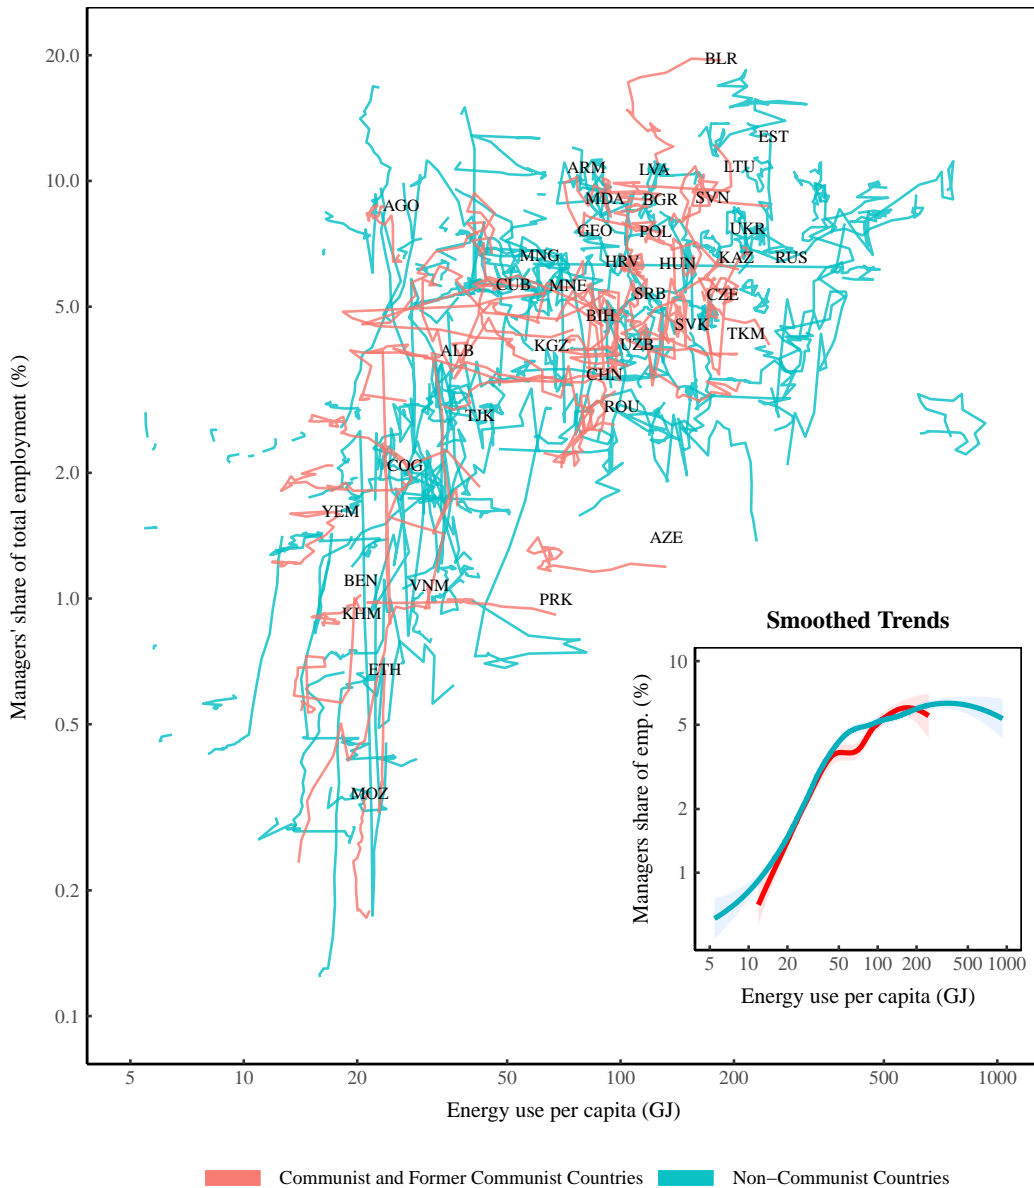 20.0
10.0
5.0
2.0
1.0
0.5
0.2
0.1
Managers' share of total employment (%)
BLR
EST
ARM
LVA
LTU
AGO
MDA
BGR
SVN
GEO
POL
UKR
MNG
HRV
HUN
KAZ
RUS
CUB
MNE
SRB
CZE
BIH
SVK
TKM
ALB
KGZ
UZB
CHN
TJK
ROU
COG
YEM
AZE
BEN
VNM
KHM
PRK
ETH
MOZ
Smoothed Trends
10
5
2
1
Managers share of emp. (%)
5 10 20 50 100 200 500 1000
Energy use per capita (GJ)
5 10 20 50 100 200 500 1000
Energy use per capita (GJ)
Communist and Former Communist Countries Non−Communist Countries